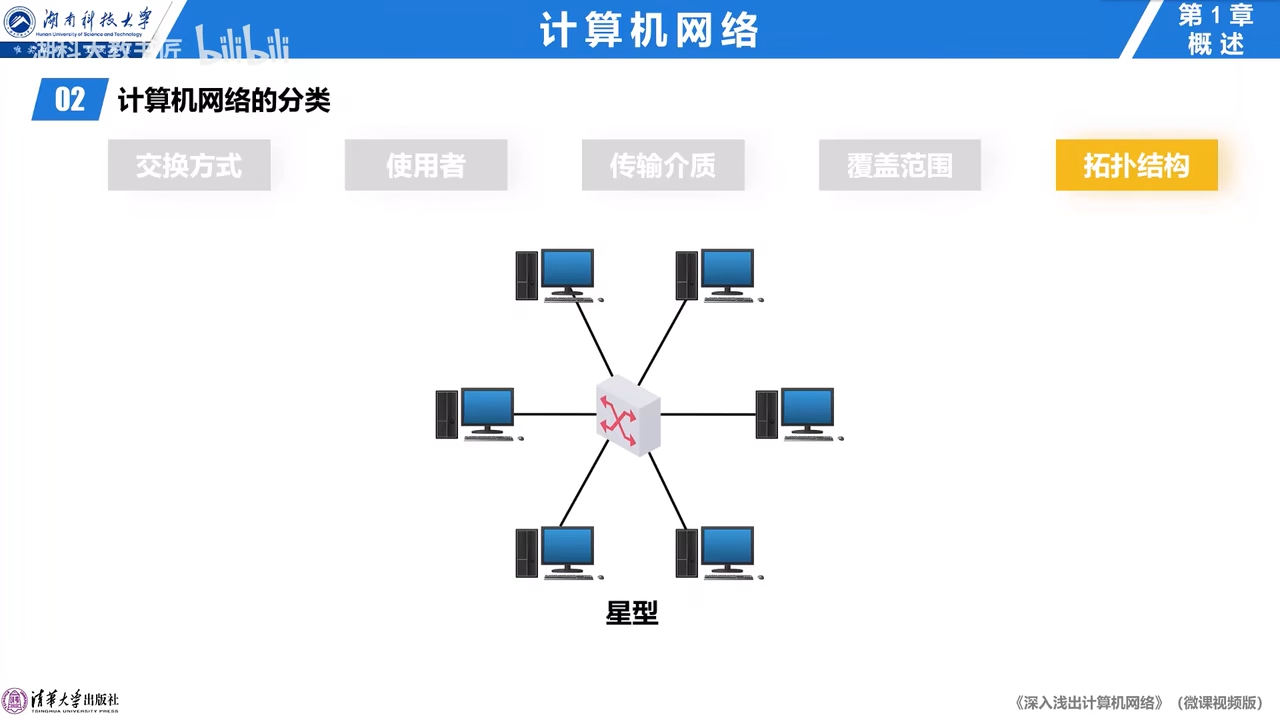 湖南科技大学
Hunan University of Science and Technology
湖科大教书匠 bilibili
计算机网络
第 1 章
概 述
02 计算机网络的分类
交换方式 使用者 传输介质 覆盖范围 拓扑结构
星型
清华大学出版社
TSINGHUA UNIVERSITY PRESS
《深入浅出计算机网络》（微课视频版）